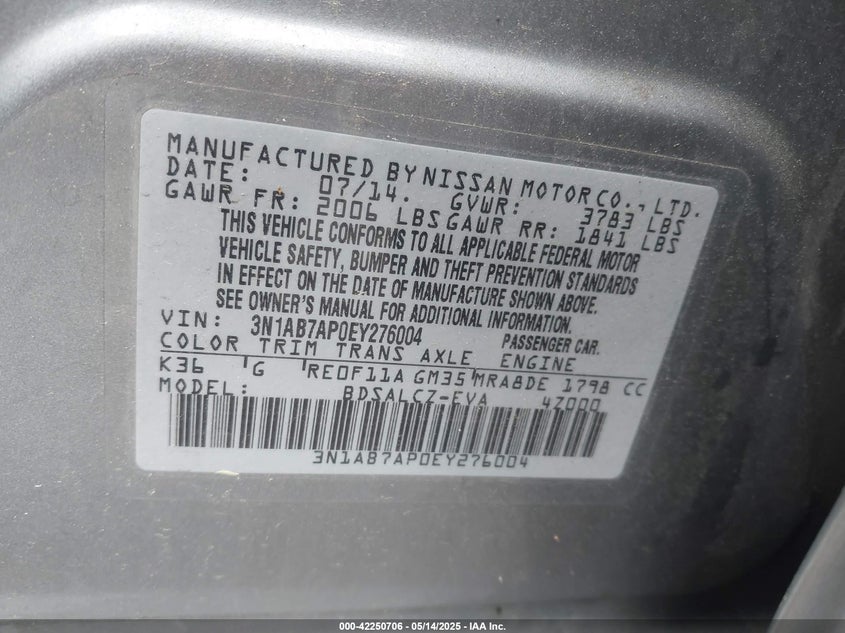 MANUFACTURED BY NISSAN MOTOR CO., LTD.
DATE: 07/14. GVWR: 3783 LBS
GAWR FR: 2006 LBS GAWR RR: 1841 LBS
THIS VEHICLE CONFORMS TO ALL APPLICABLE FEDERAL MOTOR
VEHICLE SAFETY, BUMPER AND THEFT PREVENTION STANDARDS
IN EFFECT ON THE DATE OF MANUFACTURE SHOWN ABOVE.
SEE OWNER'S MANUAL FOR ADDITIONAL INFORMATION.
VIN: 3N1AB7AP0EY276004 PASSENGER CAR.
COLOR TRIM TRANS AXLE ENGINE
K36 G RE0F11A GM35 MRA8DE 1798 CC
MODEL: BDSALCZ-EVA 4Z000
3N1AB7AP0EY276004
000-42250706 - 05/14/2025 - IAA Inc.